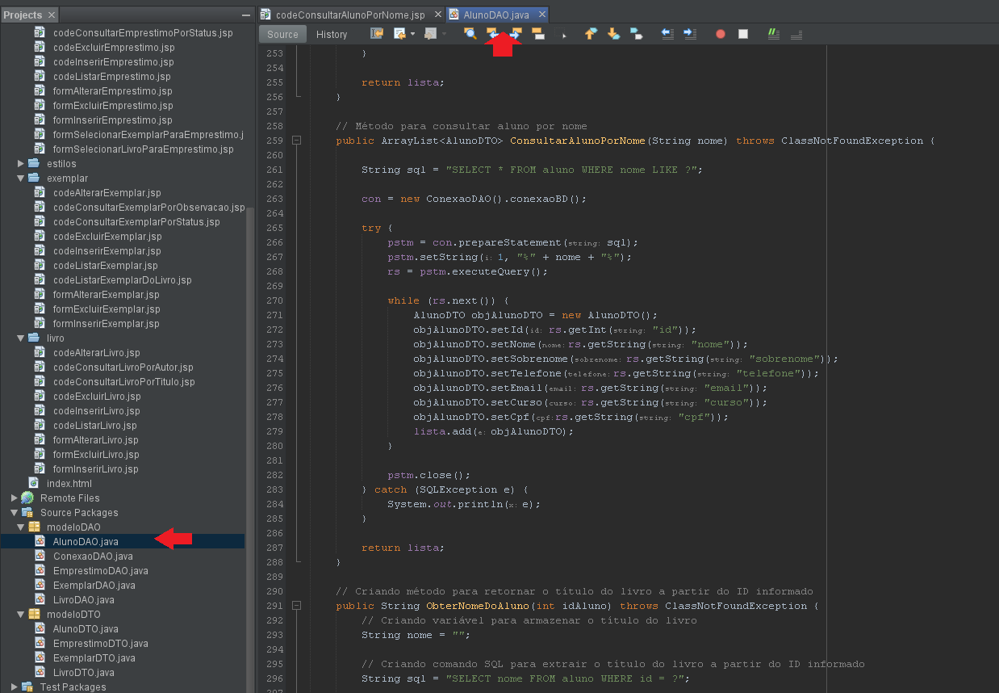 Projects
codeConsultarEmprestimoPorStatus.jsp
codeExcluirEmprestimo.jsp
codeInserirEmprestimo.jsp
codeListarEmprestimo.jsp
formAlterarEmprestimo.jsp
formExcluirEmprestimo.jsp
formInserirEmprestimo.jsp
formSelecionarExemplarParaEmprestimo.j
formSelecionarLivroParaEmprestimo.jsp
estilos
exemplar
codeAlterarExemplar.jsp
codeConsultarExemplarPorObservacao.jsp
codeConsultarExemplarPorStatus.jsp
codeExcluirExemplar.jsp
codeInserirExemplar.jsp
codeListarExemplar.jsp
codeListarExemplarDoLivro.jsp
formAlterarExemplar.jsp
formExcluirExemplar.jsp
formInserirExemplar.jsp
livro
codeAlterarLivro.jsp
codeConsultarLivroPorAutor.jsp
codeConsultarLivroPorTitulo.jsp
codeExcluirLivro.jsp
codeInserirLivro.jsp
codeListarLivro.jsp
formAlterarLivro.jsp
formExcluirLivro.jsp
formInserirLivro.jsp
index.html
Remote Files
Source Packages
modeloDAO
AlunoDAO.java
ConexaoDAO.java
EmprestimoDAO.java
ExemplarDAO.java
LivroDAO.java
modeloDTO
AlunoDTO.java
EmprestimoDTO.java
ExemplarDTO.java
LivroDTO.java
Test Packages
codeConsultarAlunoPorNome.jsp AlunoDAO.java
Source History
253 }
254
255 return lista;
256 }
257
258 // Método para consultar aluno por nome
259 public ArrayList<AlunoDTO> ConsultarAlunoPorNome(String nome) throws ClassNotFoundException {
260
261 String sql = "SELECT * FROM aluno WHERE nome LIKE ?";
262
263 con = new ConexaoDAO().conexaoBD();
264
265 try {
266 pstm = con.prepareStatement(string: sql);
267 pstm.setString(i: 1, "%" + nome + "%");
268 rs = pstm.executeQuery();
269
270 while (rs.next()) {
271 AlunoDTO objAlunoDTO = new AlunoDTO();
272 objAlunoDTO.setId(id: rs.getInt(string: "id"));
273 objAlunoDTO.setNome(nome: rs.getString(string: "nome"));
274 objAlunoDTO.setSobrenome(sobrenome: rs.getString(string: "sobrenome"));
275 objAlunoDTO.setTelefone(telefone: rs.getString(string: "telefone"));
276 objAlunoDTO.setEmail(email: rs.getString(string: "email"));
277 objAlunoDTO.setCurso(curso: rs.getString(string: "curso"));
278 objAlunoDTO.setCpf(cpf: rs.getString(string: "cpf"));
279 lista.add(e: objAlunoDTO);
280 }
281
282 pstm.close();
283 } catch (SQLException e) {
284 System.out.println(x: e);
285 }
286
287 return lista;
288 }
289
290 // Criando método para retornar o título do livro a partir do ID informado
291 public String ObterNomeDoAluno(int idAluno) throws ClassNotFoundException {
292 // Criando variável para armazenar o título do livro
293 String nome = "";
294
295 // Criando comando SQL para extrair o título do livro a partir do ID informado
296 String sql = "SELECT nome FROM aluno WHERE id = ?";
297